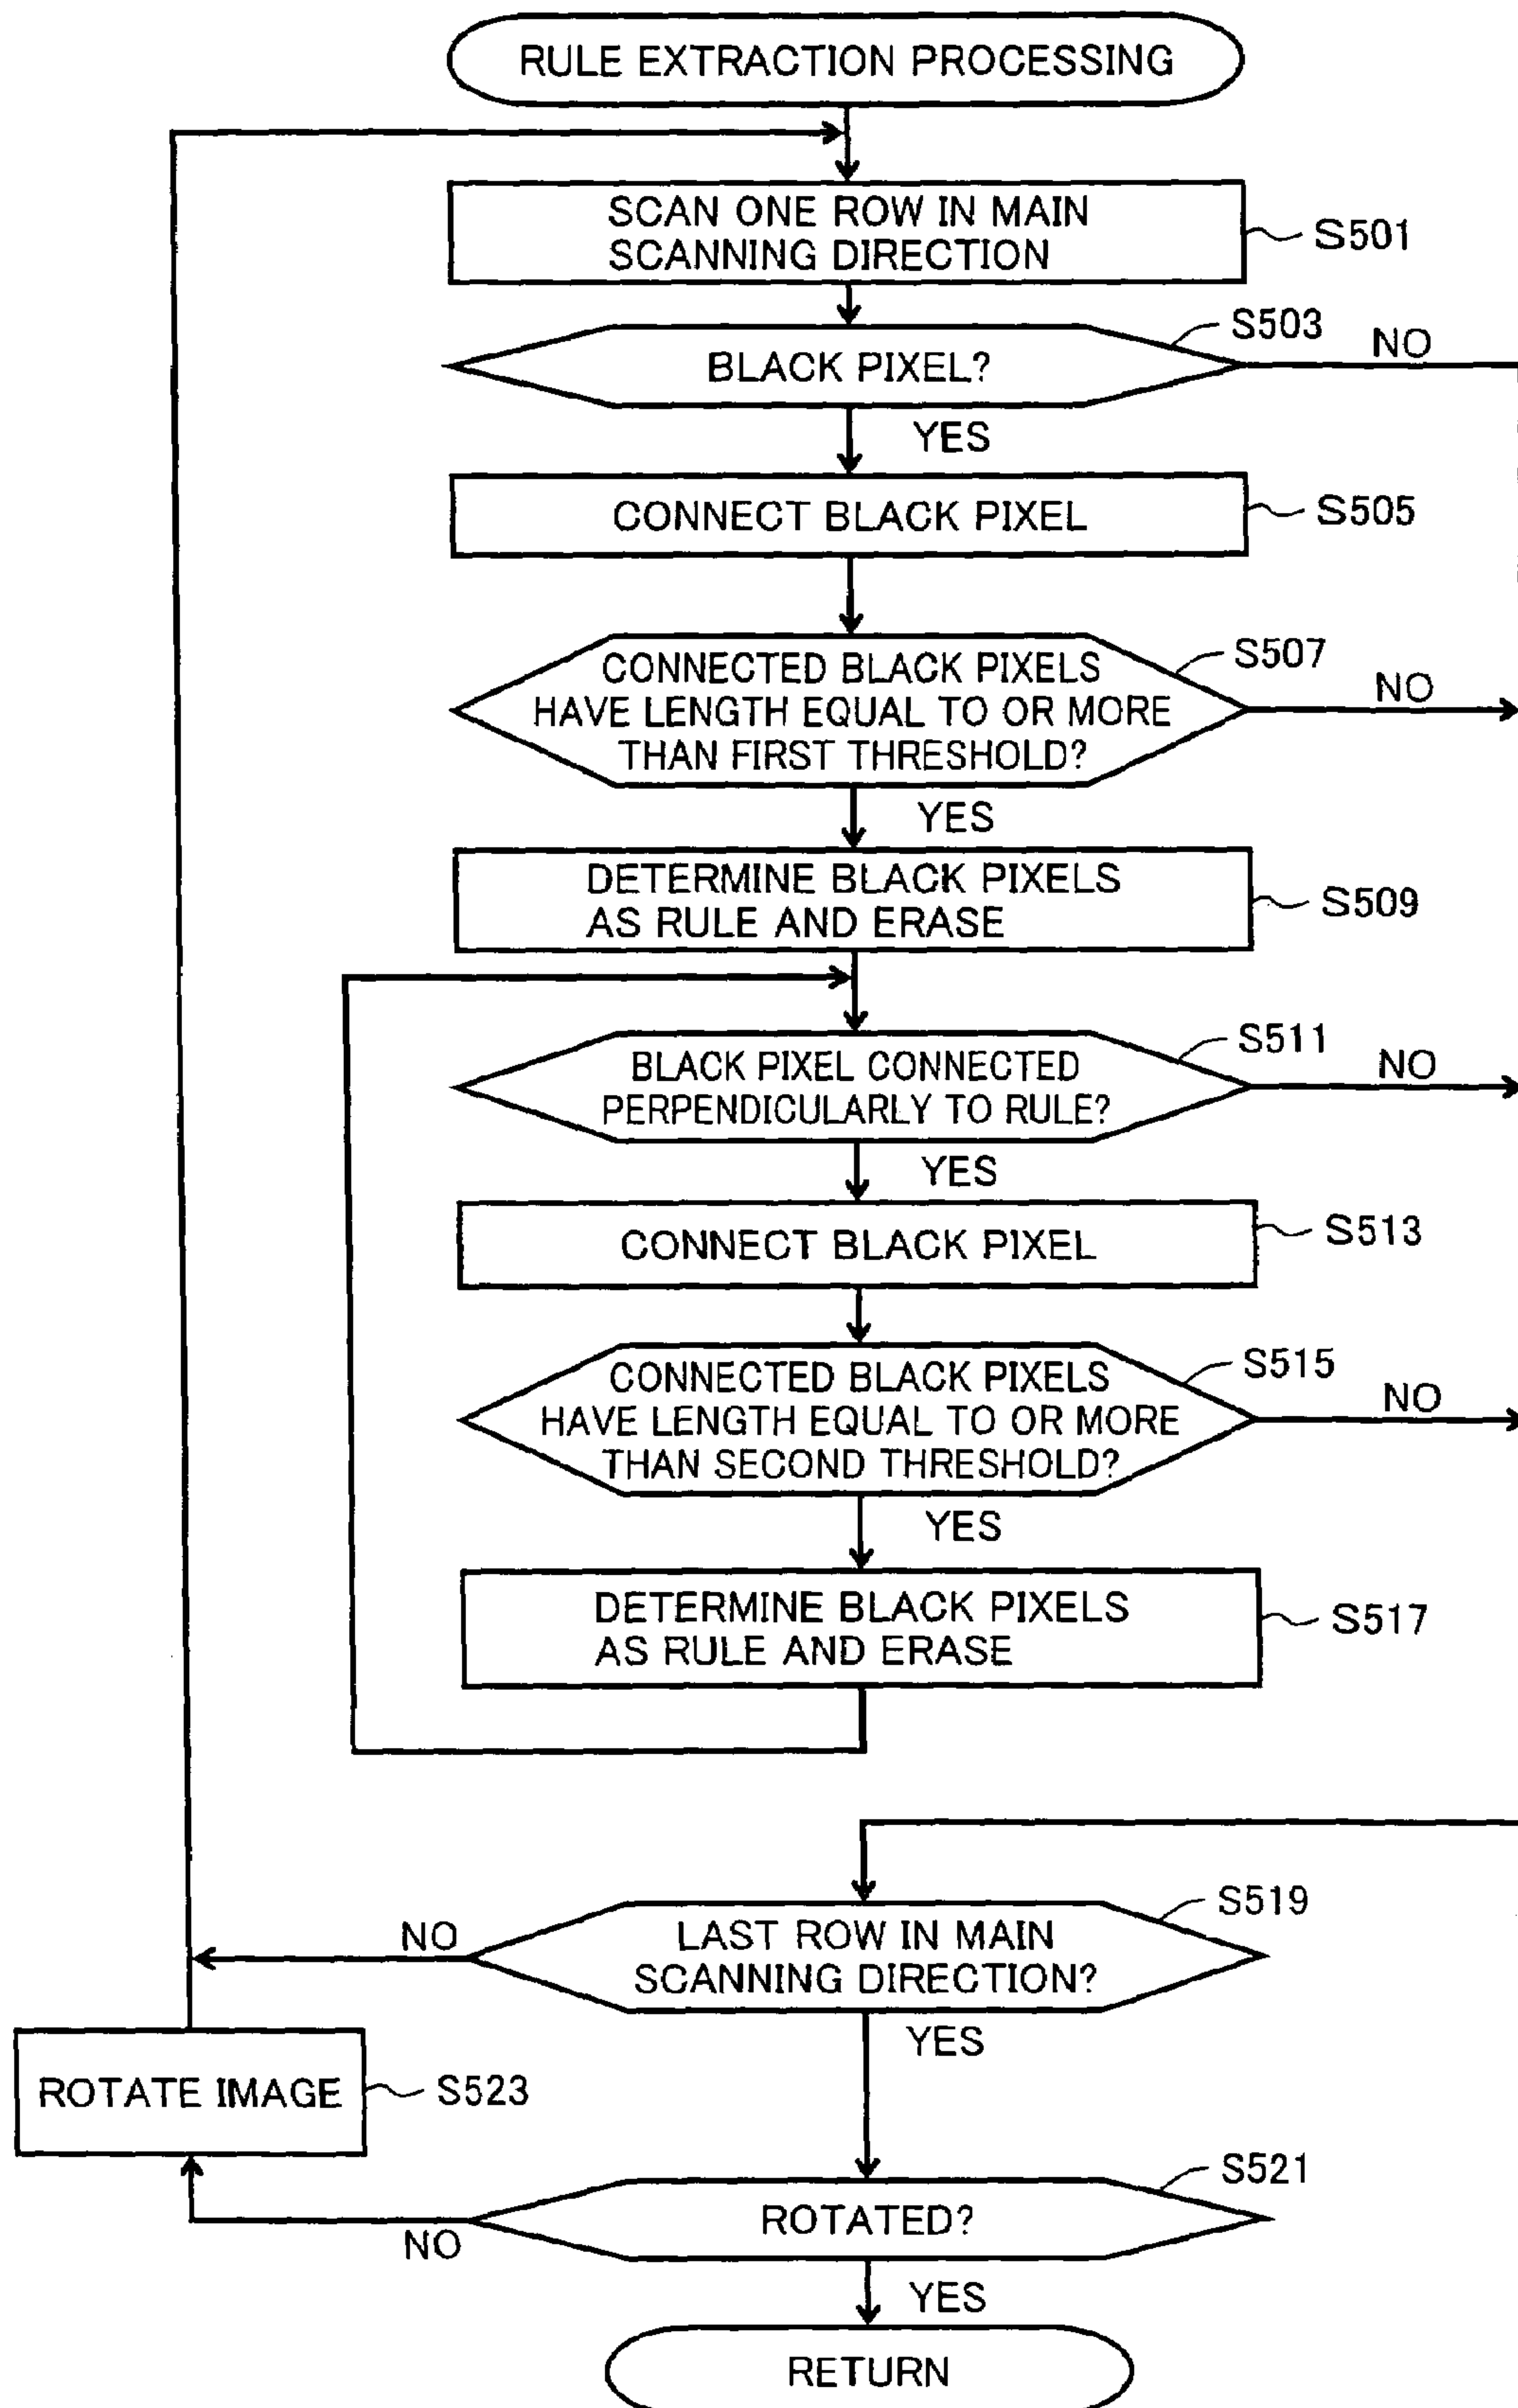 RULE EXTRACTION PROCESSING
SCAN ONE ROW IN MAIN
SCANNING DIRECTION
S501
BLACK PIXEL?
S503
NO
YES
CONNECT BLACK PIXEL
S505
CONNECTED BLACK PIXELS
HAVE LENGTH EQUAL TO OR MORE
THAN FIRST THRESHOLD?
S507
NO
YES
DETERMINE BLACK PIXELS
AS RULE AND ERASE
S509
BLACK PIXEL CONNECTED
PERPENDICULARLY TO RULE?
S511
NO
YES
CONNECT BLACK PIXEL
S513
CONNECTED BLACK PIXELS
HAVE LENGTH EQUAL TO OR MORE
THAN SECOND THRESHOLD?
S515
NO
YES
DETERMINE BLACK PIXELS
AS RULE AND ERASE
S517
LAST ROW IN MAIN
SCANNING DIRECTION?
S519
NO
YES
ROTATE IMAGE
S523
ROTATED?
S521
NO
YES
RETURN